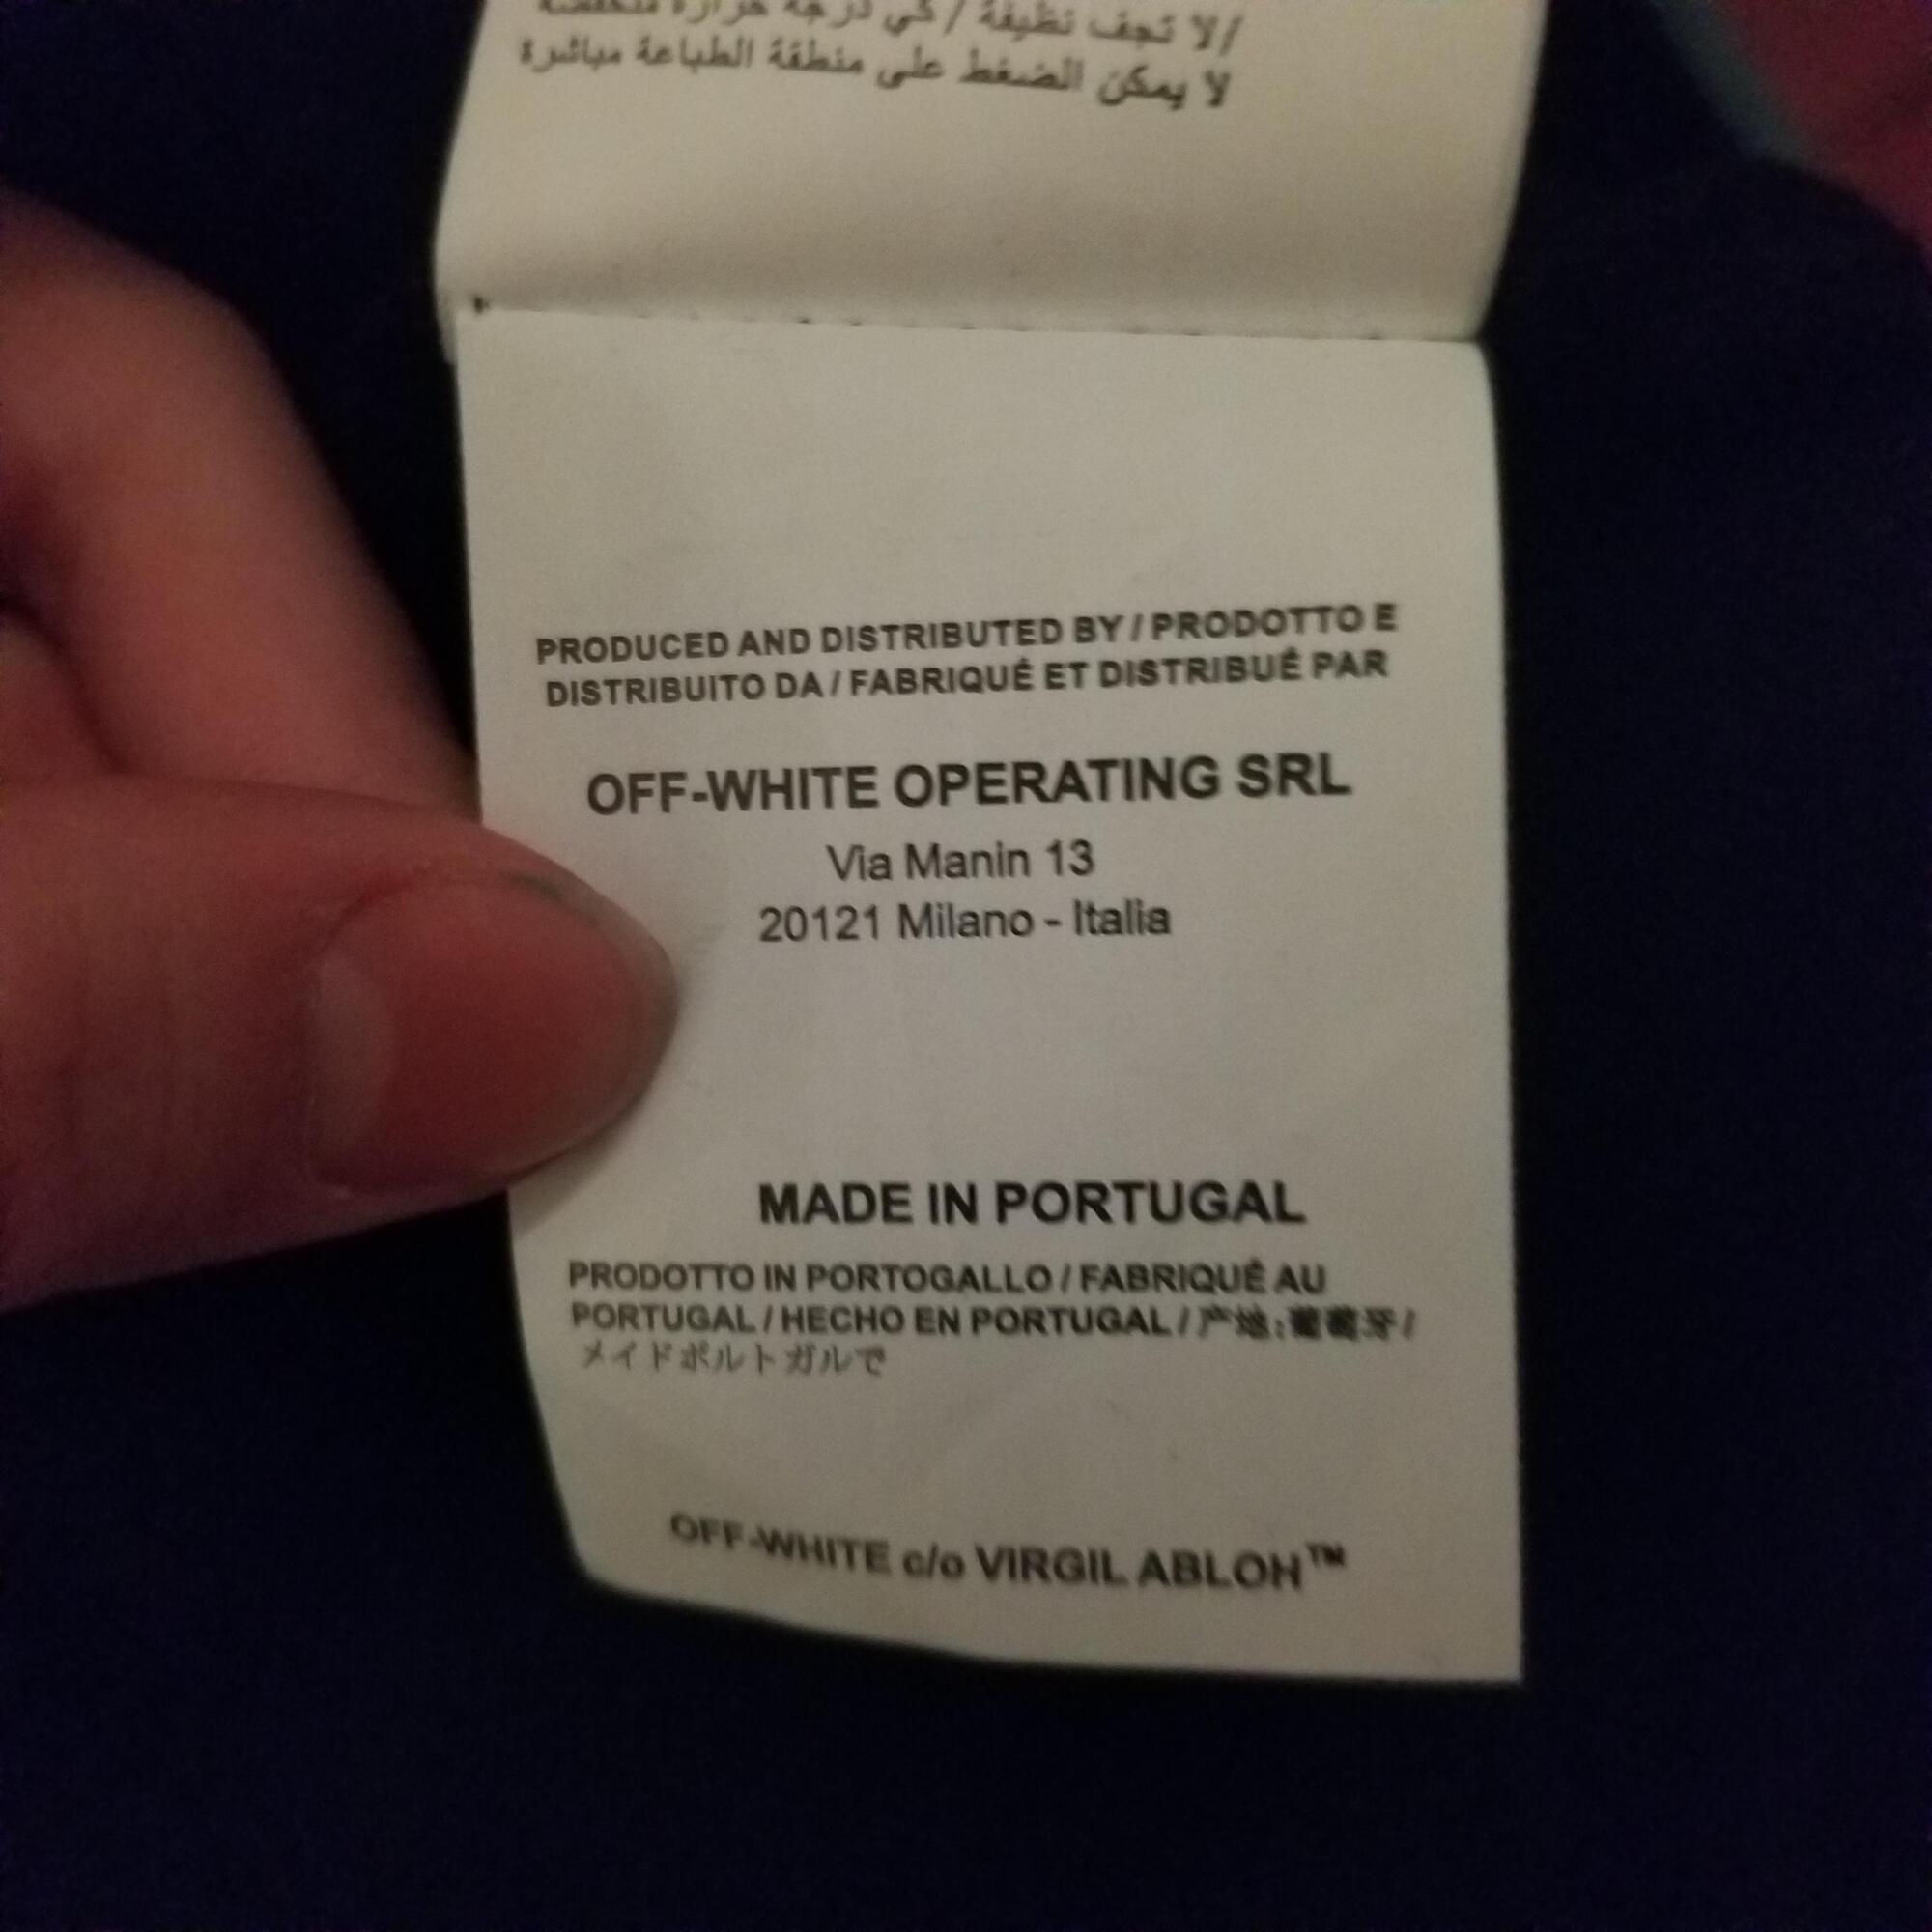 /لا تجف نظيفة / كي درجة حرارة منخفضة
لا يمكن الضغط على منطقة الطباعة مباشرة
PRODUCED AND DISTRIBUTED BY / PRODOTTO E
DISTRIBUITO DA / FABRIQUÉ ET DISTRIBUÉ PAR
OFF-WHITE OPERATING SRL
Via Manin 13
20121 Milano - Italia
MADE IN PORTUGAL
PRODOTTO IN PORTOGALLO / FABRIQUÉ AU
PORTUGAL / HECHO EN PORTUGAL / 产地:葡萄牙 /
メイドポルトガルで
OFF-WHITE c/o VIRGIL ABLOH™